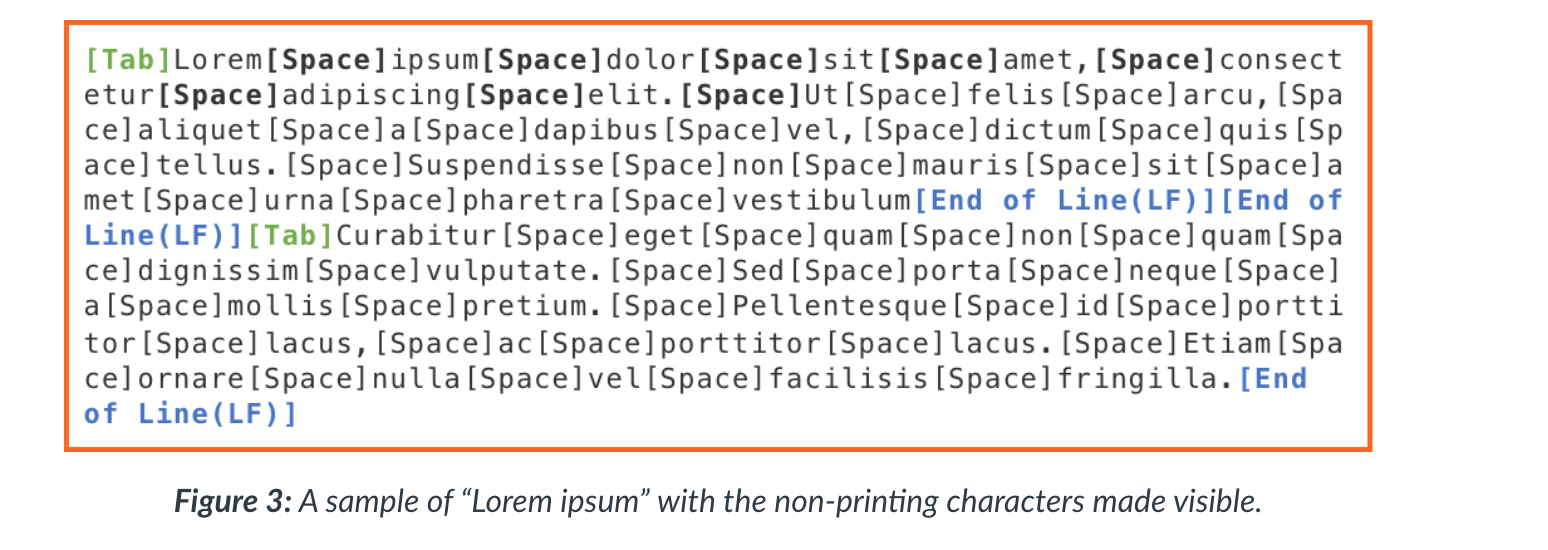 [Tab]Lorem[Space]ipsum[Space]dolor[Space]sit[Space]amet,[Space]consect
etur[Space]adipiscing[Space]elit.[Space]Ut[Space]felis[Space]arcu,[Spa
ce]aliquet[Space]a[Space]dapibus[Space]vel,[Space]dictum[Space]quis[Sp
ace]tellus.[Space]Suspendisse[Space]non[Space]mauris[Space]sit[Space]a
met[Space]urna[Space]pharetra[Space]vestibulum[End of Line(LF)][End of
Line(LF)][Tab]Curabitur[Space]eget[Space]quam[Space]non[Space]quam[Spa
ce]dignissim[Space]vulputate.[Space]Sed[Space]porta[Space]neque[Space]
a[Space]mollis[Space]pretium.[Space]Pellentesque[Space]id[Space]portti
tor[Space]lacus,[Space]ac[Space]porttitor[Space]lacus.[Space]Etiam[Spa
ce]ornare[Space]nulla[Space]vel[Space]facilisis[Space]fringilla.[End
of Line(LF)]
Figure 3: A sample of “Lorem ipsum” with the non-printing characters made visible.